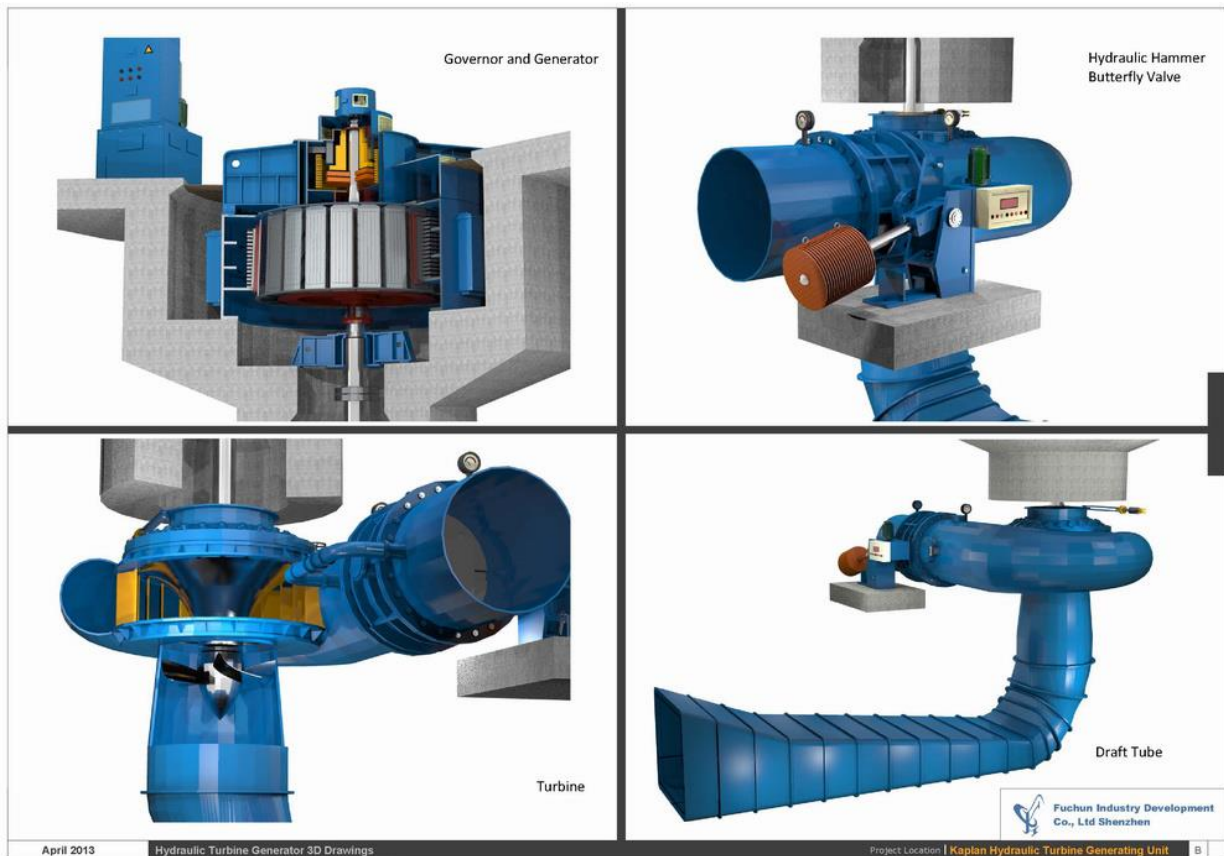 Governor and Generator
Hydraulic Hammer
Butterfly Valve
Turbine
Draft Tube
Fuchun Industry Development
Co., Ltd Shenzhen
April 2013
Hydraulic Turbine Generator 3D Drawings
Project Location | Kaplan Hydraulic Turbine Generating Unit
B